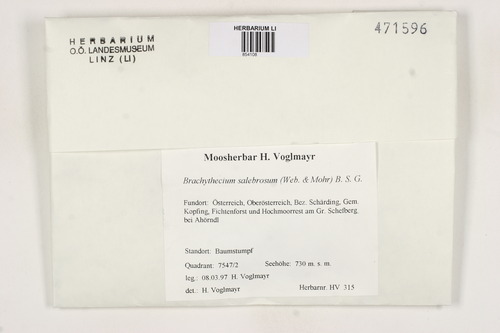 HERBARIUM
O.Ö. LANDESMUSEUM
LINZ (LI)
HERBARIUM LI
854108
471596
Moosherbar H. Voglmayr
Brachythecium salebrosum (Web. & Mohr) B. S. G.
Fundort: Österreich, Oberösterreich, Bez. Schärding, Gem.
Kopfing, Fichtenforst und Hochmoorrest am Gr. Schefberg
bei Ahörndl
Standort: Baumstumpf
Quadrant: 7547/2 Seehöhe: 730 m. s. m.
leg.: 08.03.97 H. Voglmayr
det.: H. Voglmayr Herbarnr. HV 315